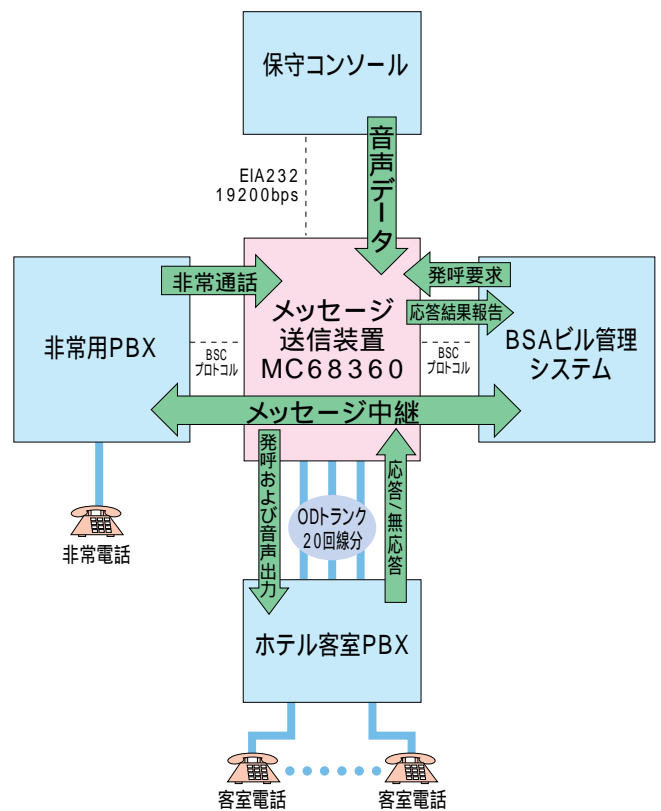 保守コンソール
音声データ
EIA232
19200bps
非常通話
発呼要求
応答結果報告
メッセージ
送信装置
MC68360
非常用PBX
BSC
プロトコル
BSC
プロトコル
BSAビル管理
システム
メッセージ中継
発呼および音声出力
応答/無応答
ODトランク
20回線分
非常電話
ホテル客室PBX
客室電話
客室電話